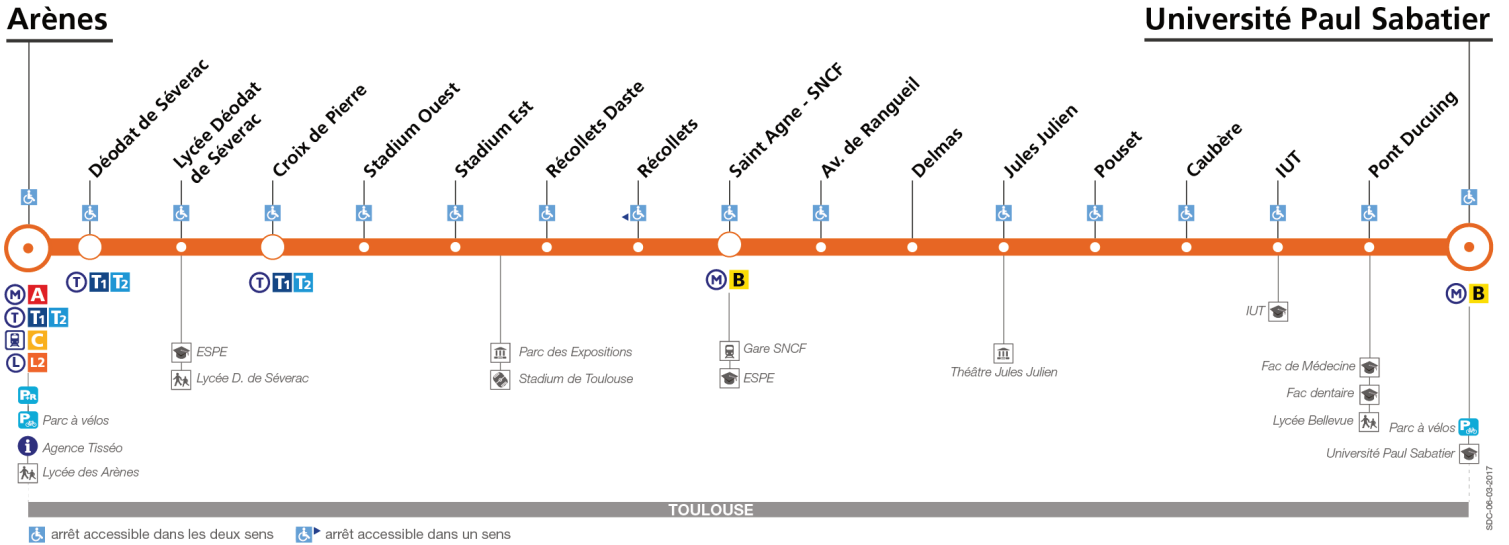 Arènes
Université Paul Sabatier
Déodat de Séverac
Lycée Déodat
de Séverac
Croix de Pierre
Stadium Ouest
Stadium Est
Récollets Daste
Récollets
Saint Agne - SNCF
Av. de Rangueil
Delmas
Jules Julien
Pouset
Caubère
IUT
Pont Ducuing
M A
T T1 T2
C
L L2
P+R
P Parc à vélos
i Agence Tisséo
Lycée des Arènes
T T1 T2
ESPE
Lycée D. de Séverac
T T1 T2
Parc des Expositions
Stadium de Toulouse
M B
Gare SNCF
ESPE
Théâtre Jules Julien
IUT
Fac de Médecine
Fac dentaire
Lycée Bellevue
M B
Parc à vélos P
Université Paul Sabatier
TOULOUSE
arrêt accessible dans les deux sens
arrêt accessible dans un sens
SDC-06-03-2017